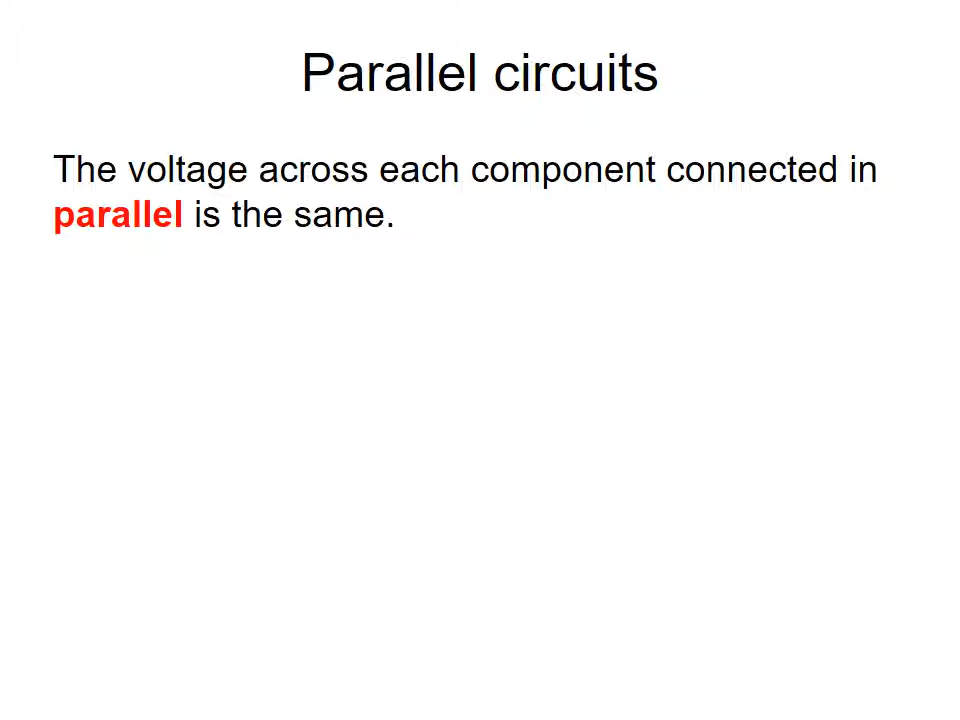 Parallel circuits
The voltage across each component connected in
parallel is the same.